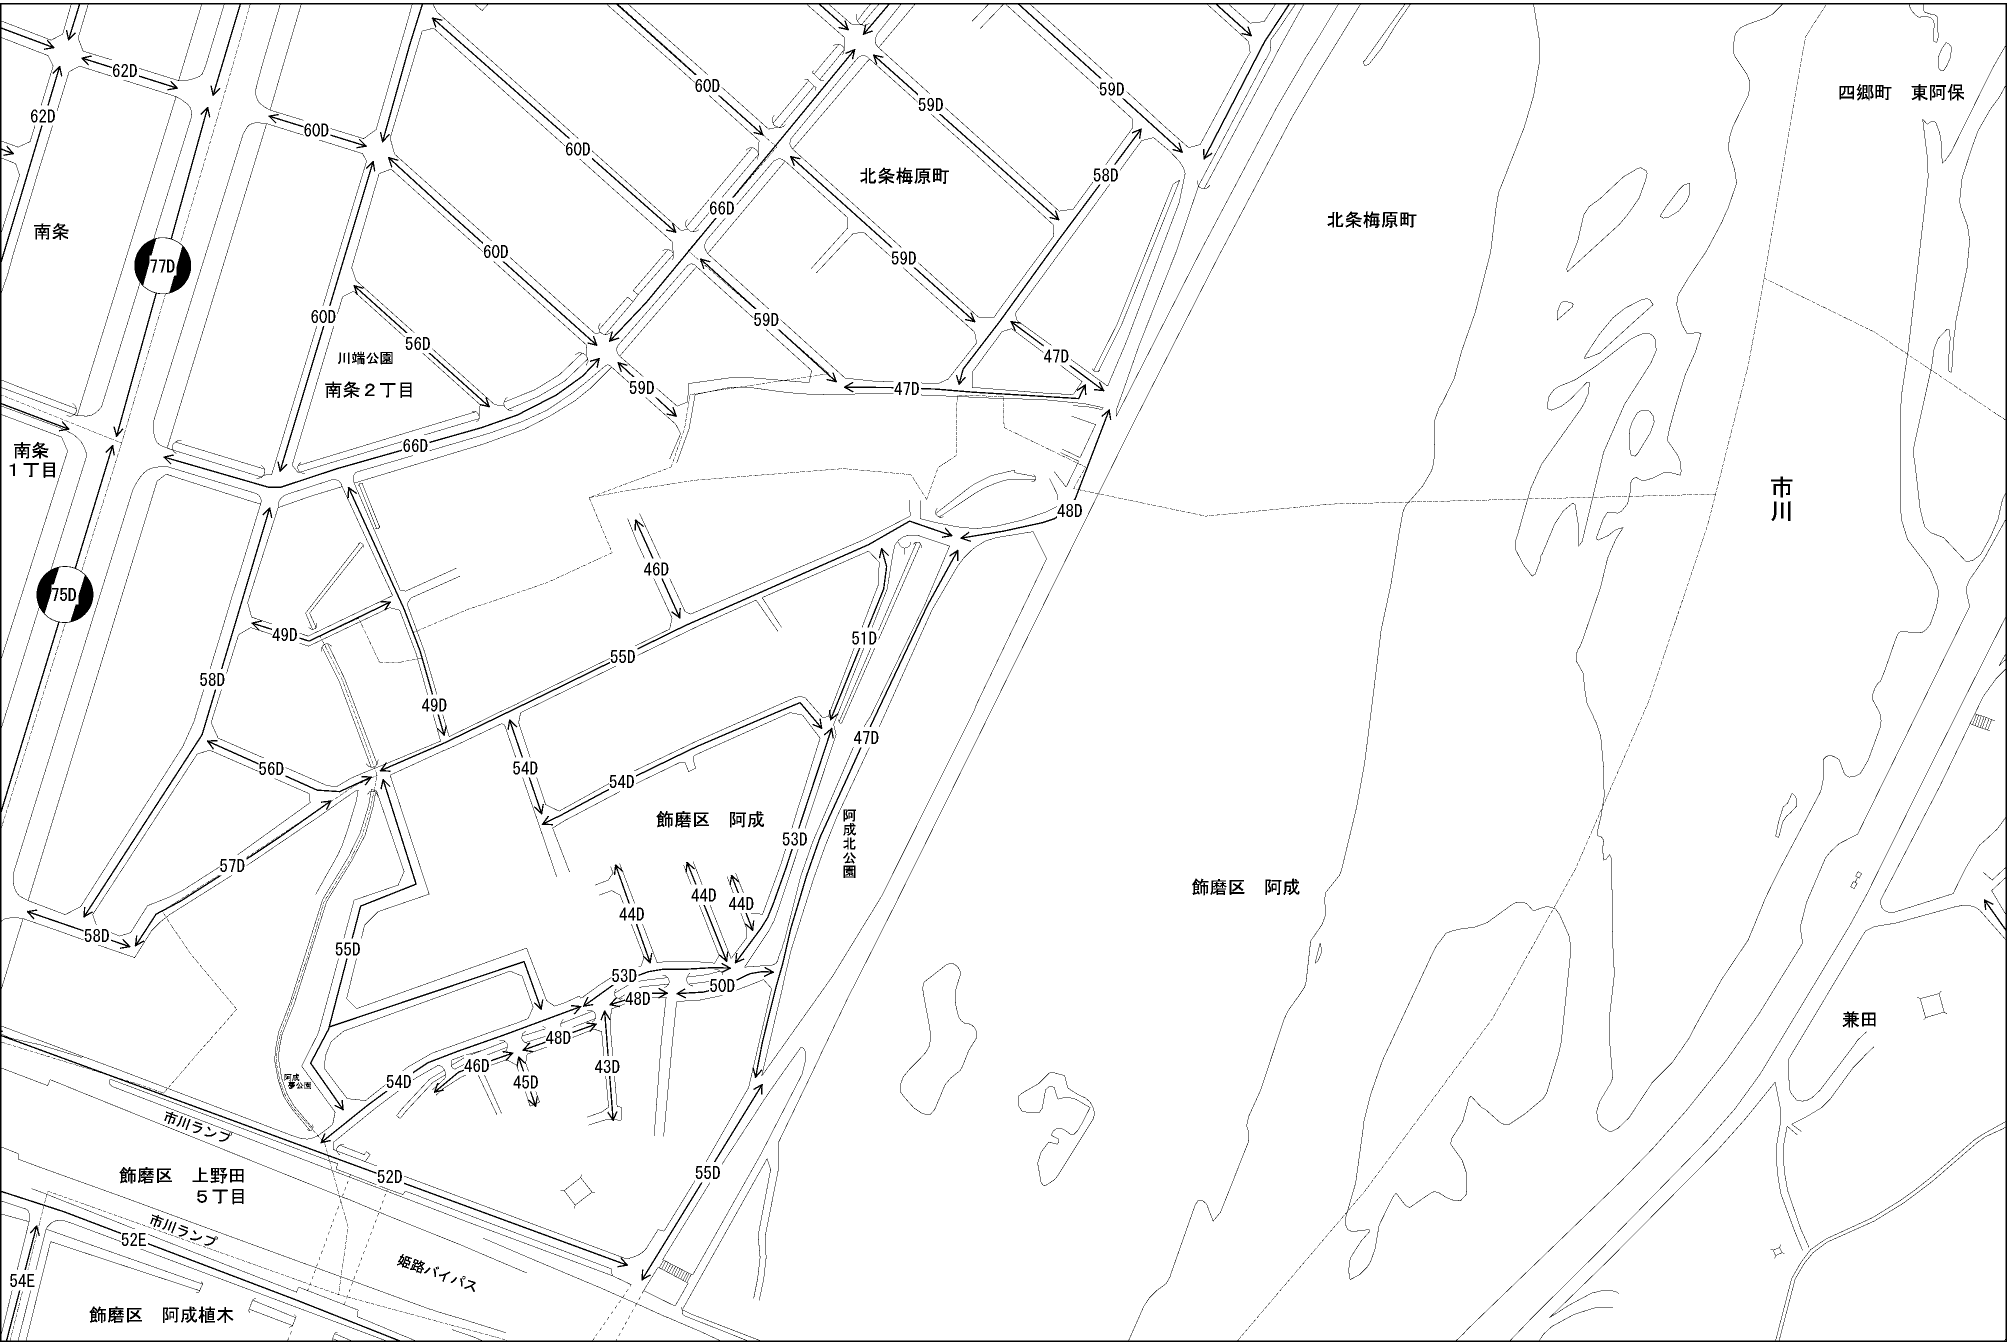 62D
60D
59D
四郷町　東阿保
62D
60D
59D
60D
58D
北条梅原町
66D
北条梅原町
南条
60D
59D
77D
60D
59D
56D
47D
川端公園
南条２丁目
59D
47D
66D
南条
１丁目
市川
48D
46D
75D
49D
51D
55D
58D
49D
47D
56D
54D
54D
飾磨区　阿成
阿成北公園
53D
57D
44D
44D
44D
飾磨区　阿成
58D
55D
53D
50D
48D
兼田
48D
46D
43D
45D
54D
阿成
夢公園
市川ランプ
52D
55D
飾磨区　上野田
５丁目
市川ランプ
52E
姫路バイパス
54E
飾磨区　阿成植木